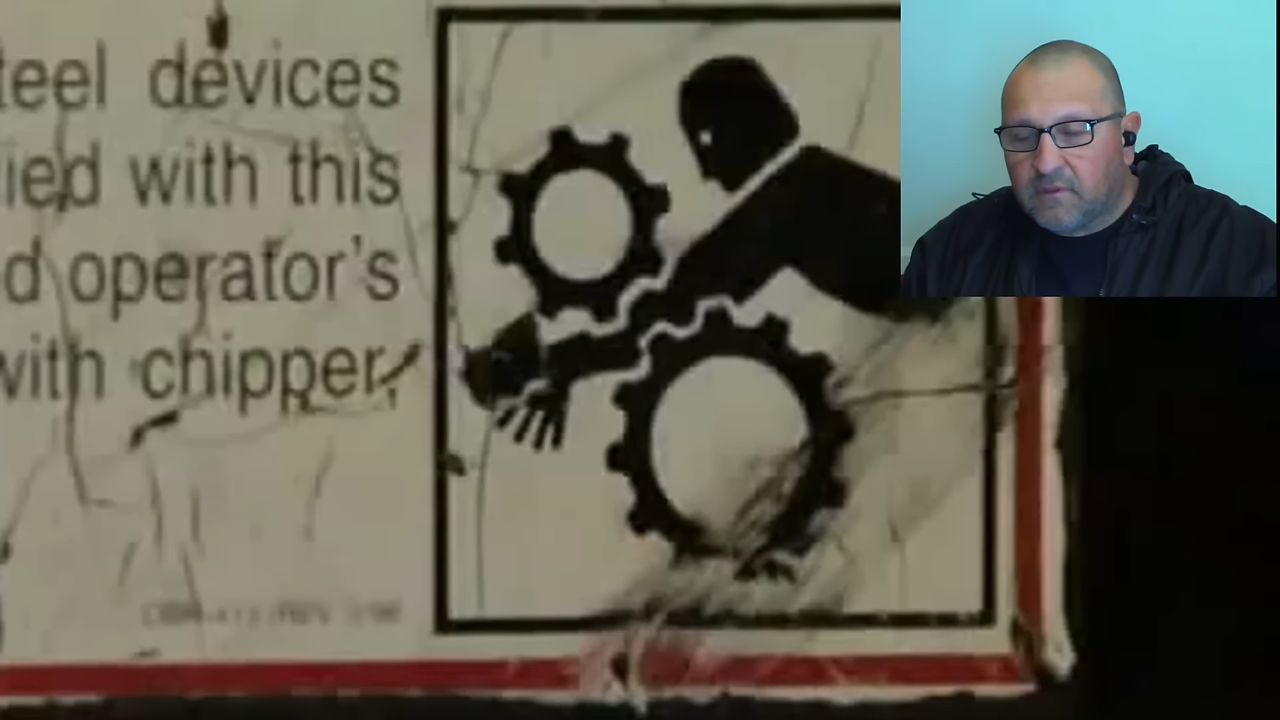 teel devices
ied with this
d operator's
with chipper,